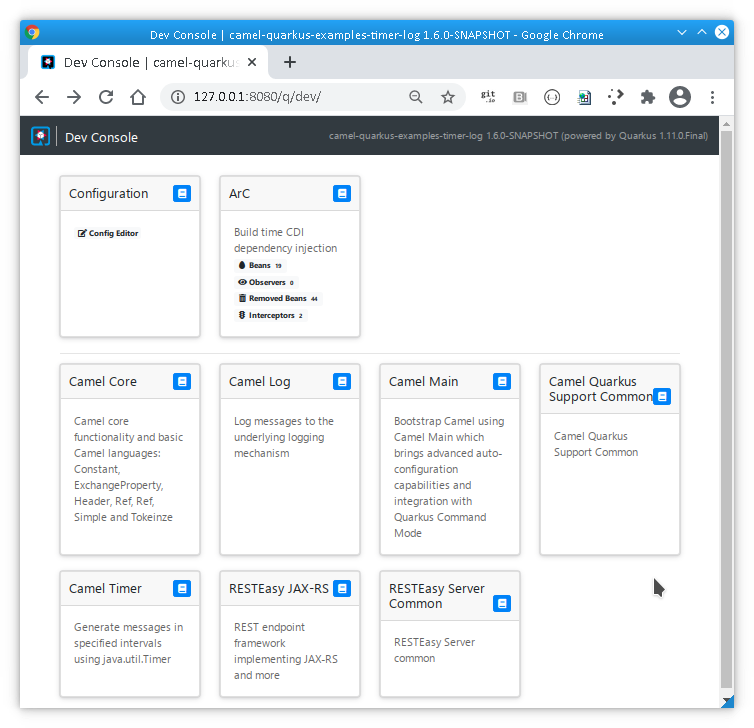 Dev Console | camel-quarkus-examples-timer-log 1.6.0-SNAPSHOT - Google Chrome
Dev Console | camel-quarkus
127.0.0.1:8080/q/dev/
git
.io
Dev Console
camel-quarkus-examples-timer-log 1.6.0-SNAPSHOT (powered by Quarkus 1.11.0.Final)
Configuration
Config Editor
ArC
Build time CDI
dependency injection
Beans 19
Observers 0
Removed Beans 44
Interceptors 2
Camel Core
Camel core
functionality and basic
Camel languages:
Constant,
ExchangeProperty,
Header, Ref, Ref,
Simple and Tokeinze
Camel Log
Log messages to the
underlying logging
mechanism
Camel Main
Bootstrap Camel using
Camel Main which
brings advanced auto-
configuration
capabilities and
integration with
Quarkus Command
Mode
Camel Quarkus
Support Common
Camel Quarkus
Support Common
Camel Timer
Generate messages in
specified intervals
using java.util.Timer
RESTEasy JAX-RS
REST endpoint
framework
implementing JAX-RS
and more
RESTEasy Server
Common
RESTEasy Server
common